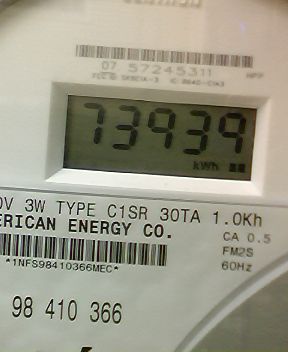 07 57245311
73939
kWh
0V 3W TYPE C1SR 30TA 1.0Kh
ERICAN ENERGY CO.
CA 0.5
FM2S
*1NFS98410366MEC*
60Hz
98 410 366